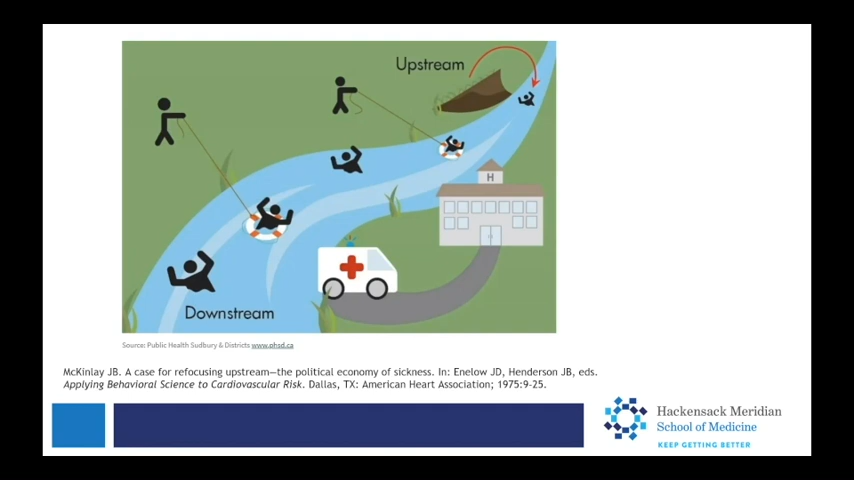 Upstream
H
Downstream
Source: Public Health Sudbury & Districts www.phsd.ca
McKinlay JB. A case for refocusing upstream—the political economy of sickness. In: Enelow JD, Henderson JB, eds.
Applying Behavioral Science to Cardiovascular Risk. Dallas, TX: American Heart Association; 1975:9-25.
Hackensack Meridian
School of Medicine
KEEP GETTING BETTER